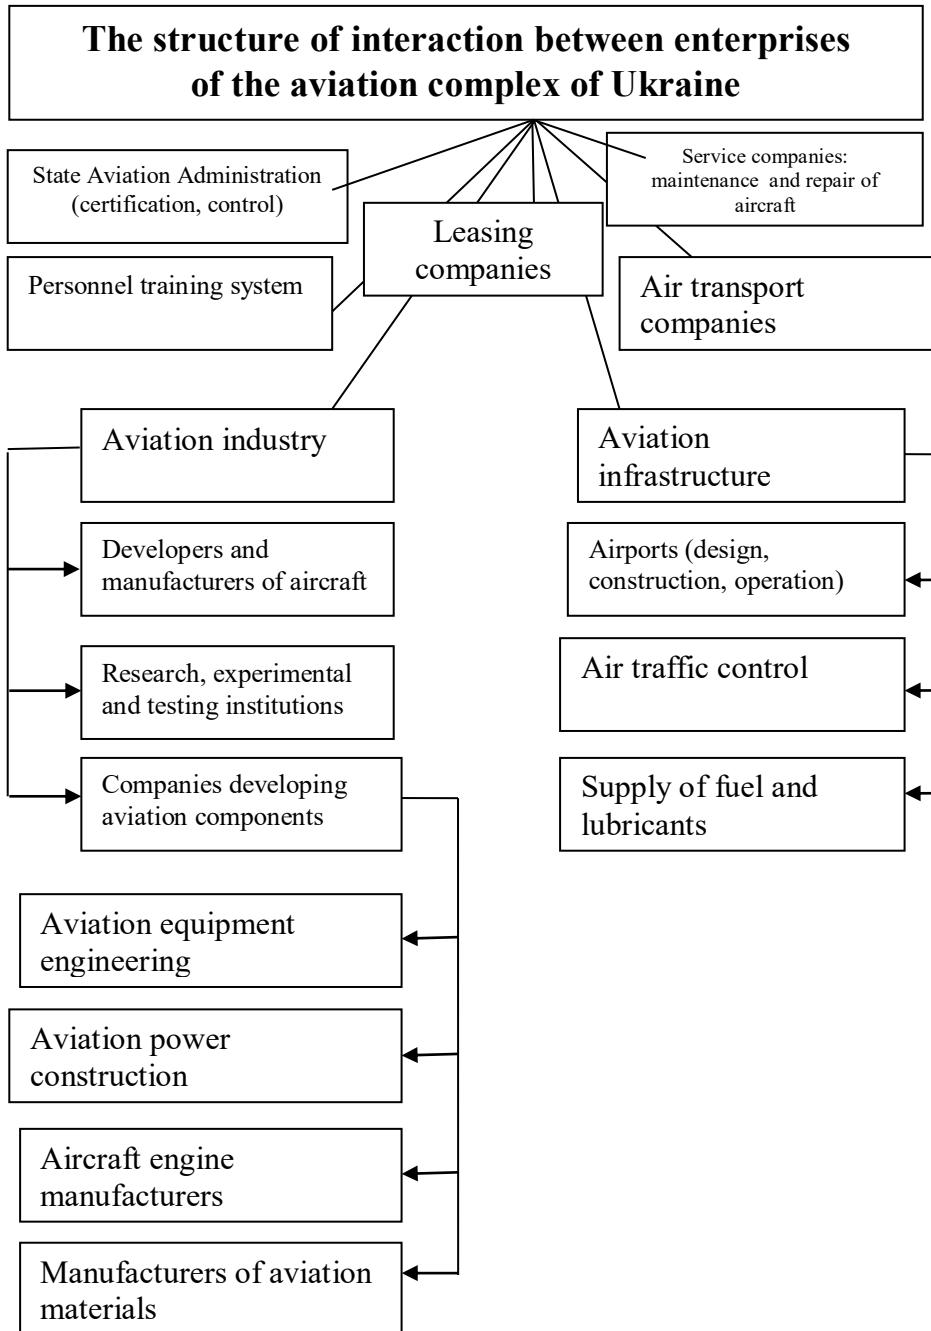 The structure of interaction between enterprises
of the aviation complex of Ukraine
State Aviation Administration
(certification, control)
Service companies:
maintenance and repair of
aircraft
Leasing
companies
Personnel training system
Air transport
companies
Aviation industry
Aviation
infrastructure
Developers and
manufacturers of aircraft
Airports (design,
construction, operation)
Research, experimental
and testing institutions
Air traffic control
Companies developing
aviation components
Supply of fuel and
lubricants
Aviation equipment
engineering
Aviation power
construction
Aircraft engine
manufacturers
Manufacturers of aviation
materials